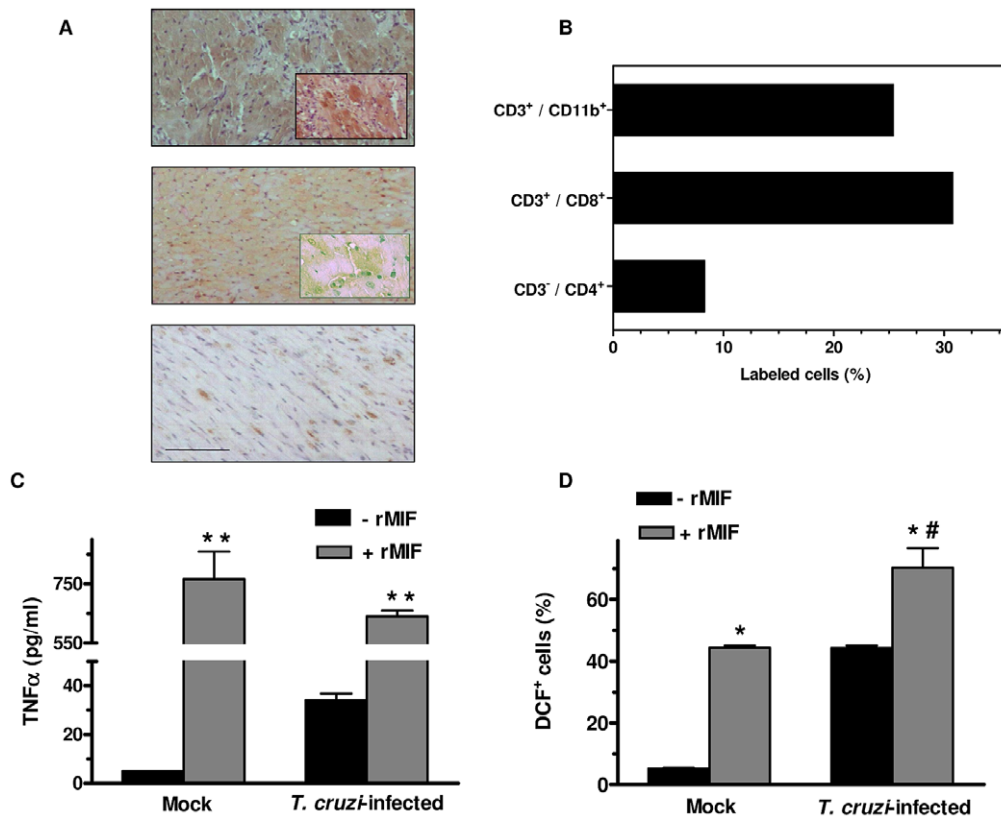 A
B
CD3+ / CD11b+
CD3+ / CD8+
CD3- / CD4+
0 10 20 30
Labeled cells (%)
C
- rMIF
+ rMIF
**
**
TNFα (pg/ml)
750
550
40
20
0
Mock T. cruzi-infected
D
- rMIF
+ rMIF
* #
*
DCF+ cells (%)
60
40
20
0
Mock T. cruzi-infected